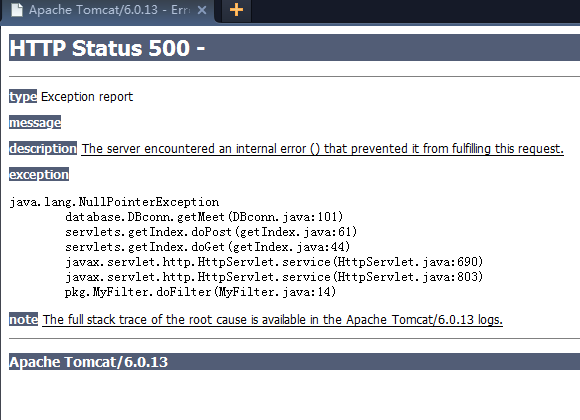 Apache Tomcat/6.0.13 - Err
HTTP Status 500 -
type Exception report
message
description The server encountered an internal error () that prevented it from fulfilling this request.
exception
java.lang.NullPointerException
database.DBconn.getMeet(DBconn.java:101)
servlets.getIndex.doPost(getIndex.java:61)
servlets.getIndex.doGet(getIndex.java:44)
javax.servlet.http.HttpServlet.service(HttpServlet.java:690)
javax.servlet.http.HttpServlet.service(HttpServlet.java:803)
pkg.MyFilter.doFilter(MyFilter.java:14)
note The full stack trace of the root cause is available in the Apache Tomcat/6.0.13 logs.
Apache Tomcat/6.0.13